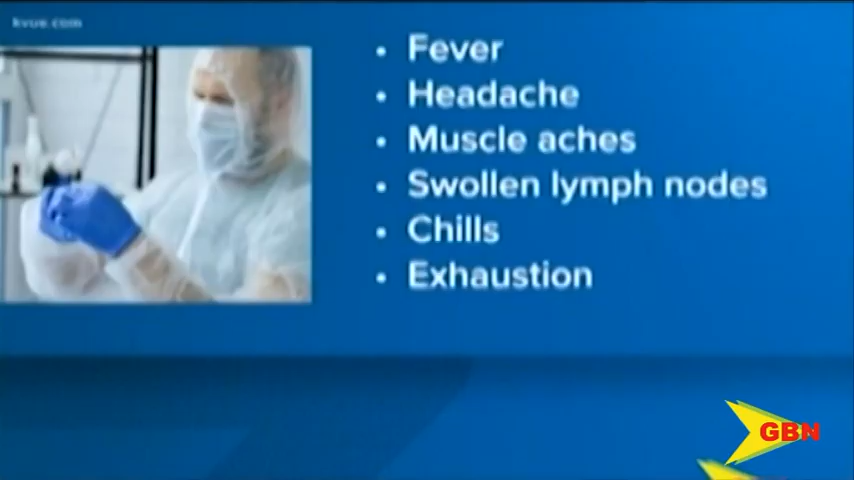 kvue.com
• Fever
• Headache
• Muscle aches
• Swollen lymph nodes
• Chills
• Exhaustion
GBN